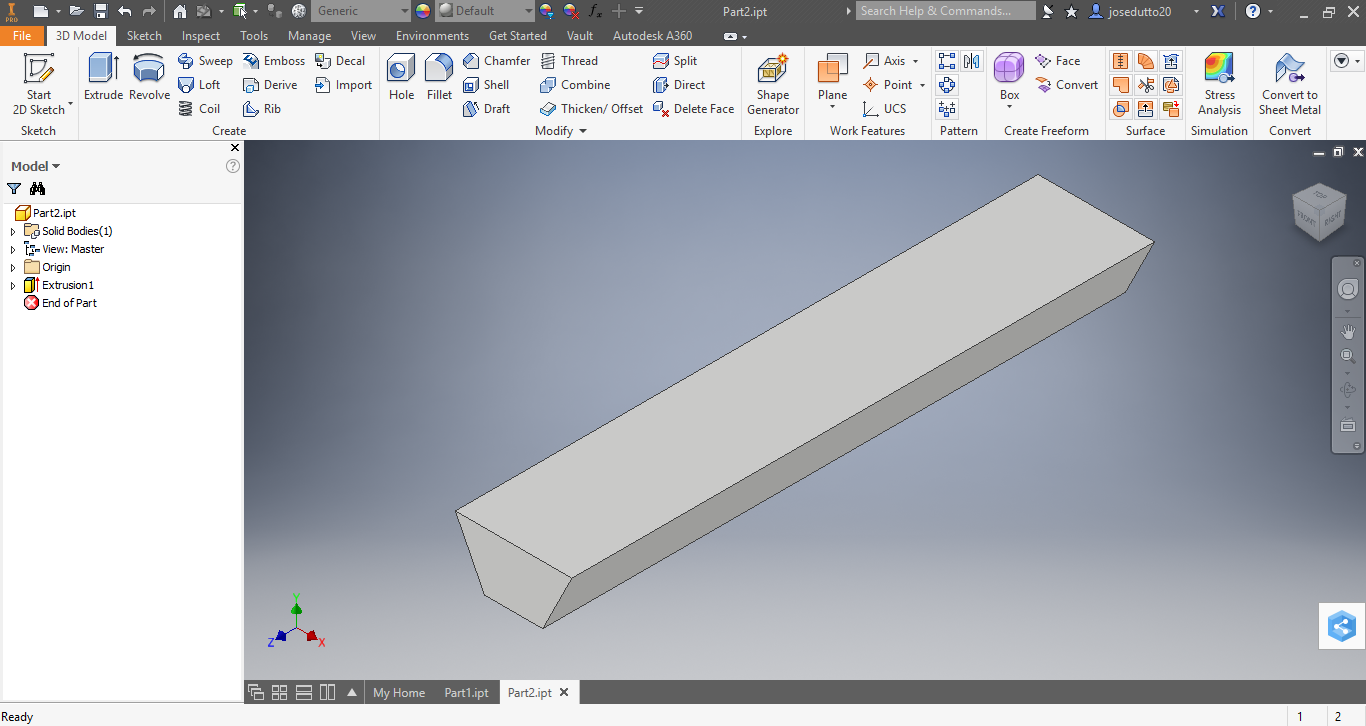 I PRO Generic Default fx Part2.ipt Search Help & Commands... josedutto20 ?
File 3D Model Sketch Inspect Tools Manage View Environments Get Started Vault Autodesk A360
Start 2D Sketch
Sketch
Extrude Revolve Sweep Loft Coil Emboss Derive Rib Decal Import
Create
Hole Fillet Chamfer Shell Draft Thread Combine Thicken/ Offset Split Direct Delete Face
Modify
Shape Generator
Explore
Plane Axis Point UCS
Work Features
Pattern
Box Face Convert
Create Freeform
Surface
Stress Analysis
Simulation
Convert to Sheet Metal
Convert
Model ?
Part2.ipt
Solid Bodies(1)
View: Master
Origin
Extrusion1
End of Part
TOP
FRONT RIGHT
Y
Z X
My Home Part1.ipt Part2.ipt
Ready 1 2